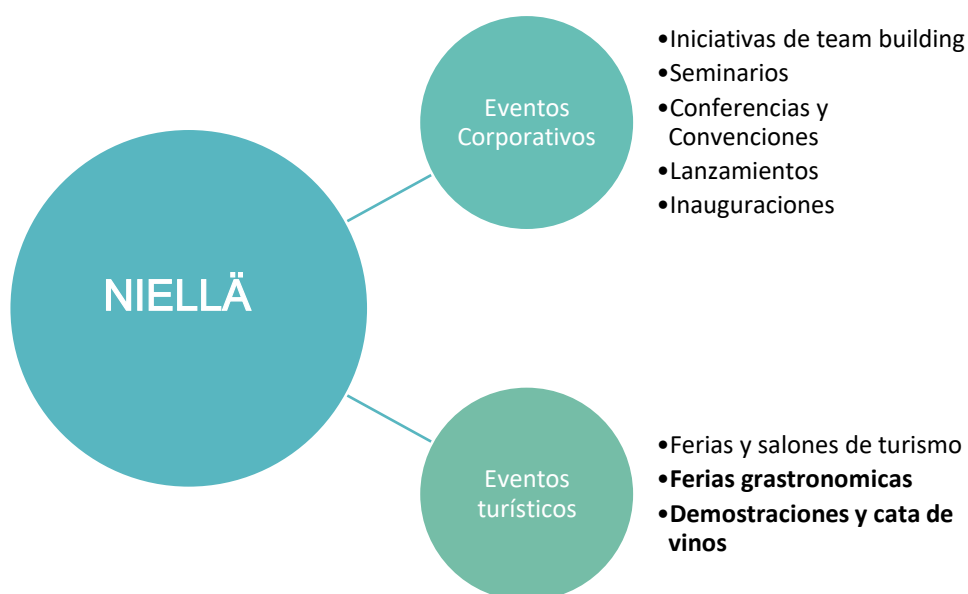 NIELLÄ
Eventos
Corporativos
•Iniciativas de team building
•Seminarios
•Conferencias y
Convenciones
•Lanzamientos
•Inauguraciones
Eventos
turísticos
•Ferias y salones de turismo
•Ferias grastronomicas
•Demostraciones y cata de
vinos